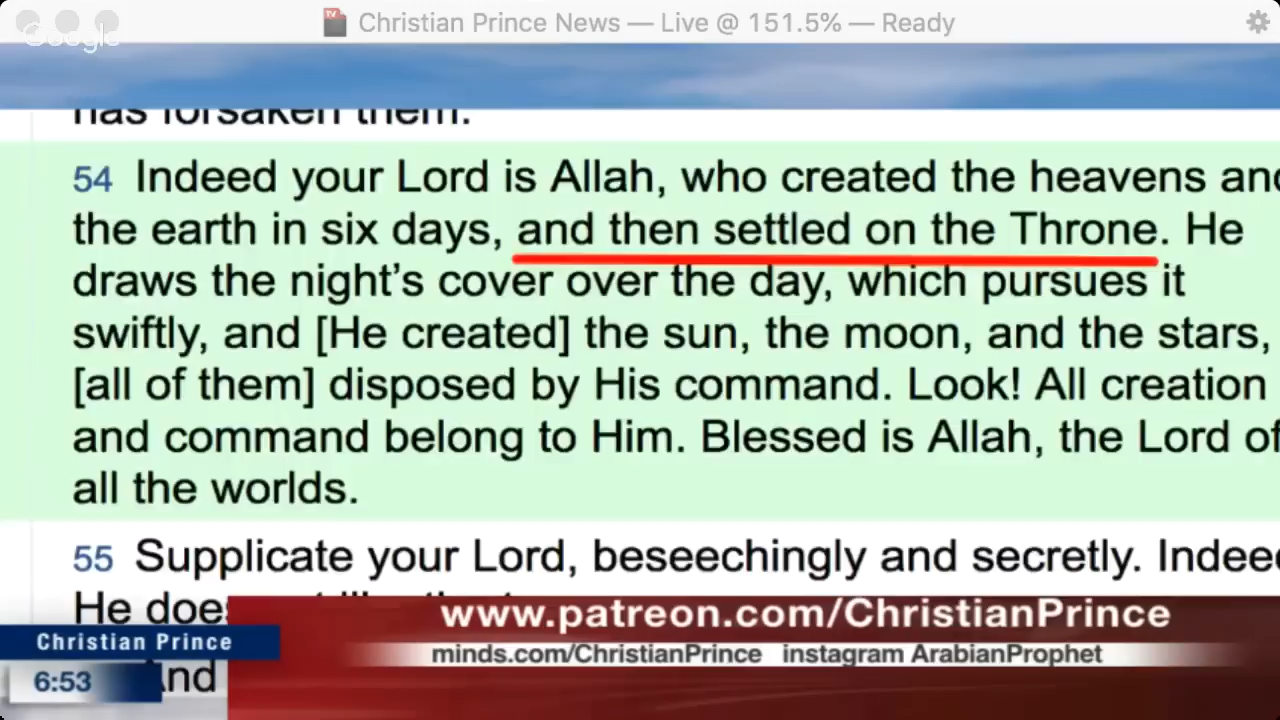 Christian Prince News — Live @ 151.5% — Ready
Google
has forsaken them.
54 Indeed your Lord is Allah, who created the heavens and
the earth in six days, and then settled on the Throne. He
draws the night’s cover over the day, which pursues it
swiftly, and [He created] the sun, the moon, and the stars,
[all of them] disposed by His command. Look! All creation
and command belong to Him. Blessed is Allah, the Lord of
all the worlds.
55 Supplicate your Lord, beseechingly and secretly. Indeed
He does
www.patreon.com/ChristianPrince
Christian Prince
minds.com/ChristianPrince instagram ArabianProphet
6:53
And